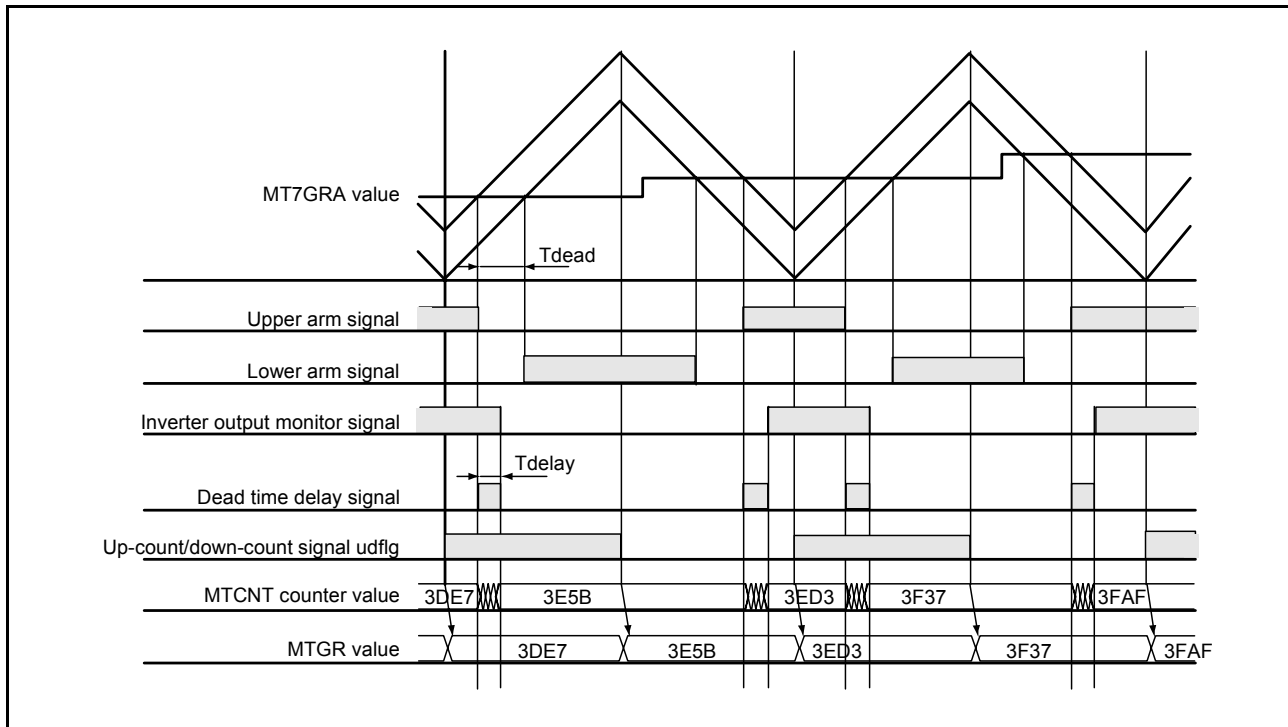 MT7GRA value
Tdead
Upper arm signal
Lower arm signal
Inverter output monitor signal
Tdelay
Dead time delay signal
Up-count/down-count signal udflg
MTCNT counter value 3DE7 3E5B 3ED3 3F37 3FAF
MTGR value 3DE7 3E5B 3ED3 3F37 3FAF